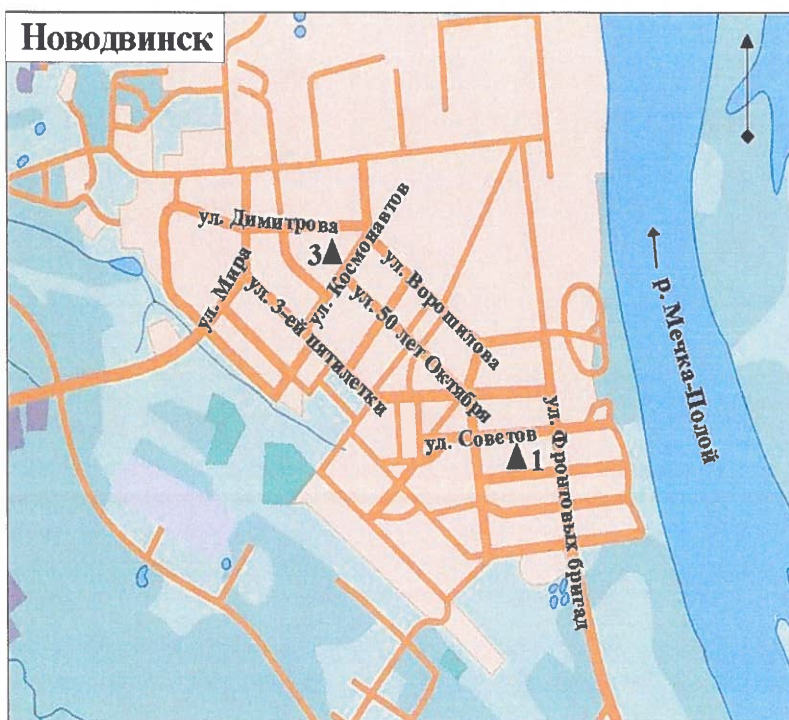 Новодвинск
ул. Димитрова
ул. Космонавтов
3
ул. Мира
ул. Ворошилова
ул. 3-ей пятилетки
ул. 50 лет Октября
р. Мечка-Полой
ул. Советов
1
ул. Фронтовых бригад